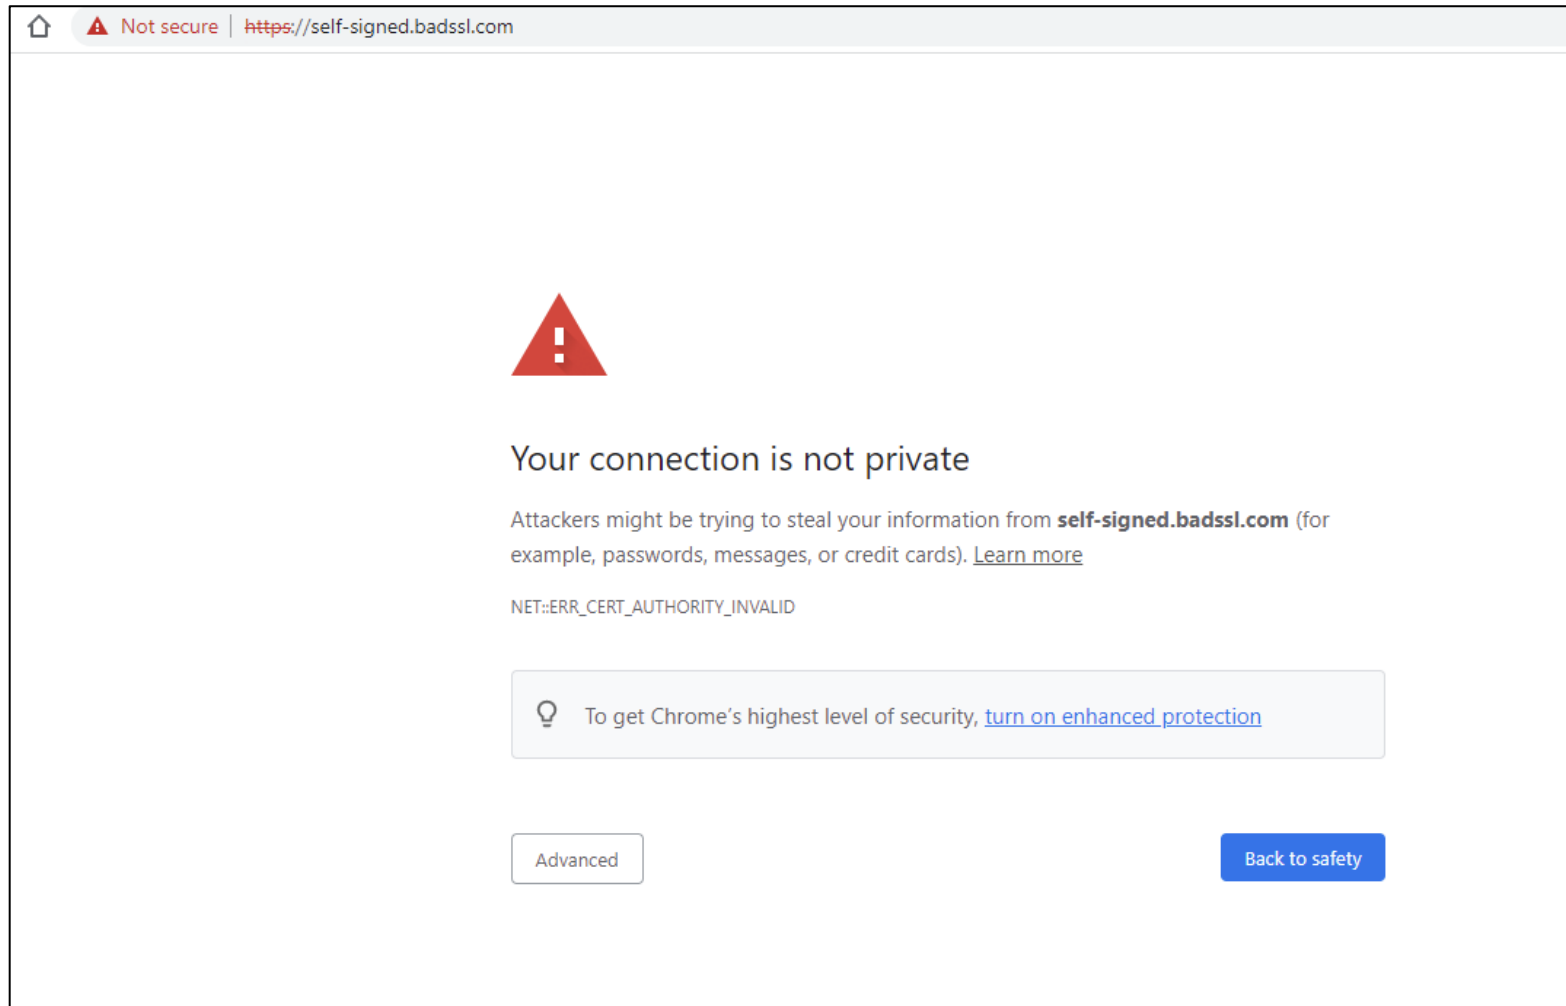 Not secure | https://self-signed.badssl.com
Your connection is not private
Attackers might be trying to steal your information from self-signed.badssl.com (for
example, passwords, messages, or credit cards). Learn more
NET::ERR_CERT_AUTHORITY_INVALID
To get Chrome’s highest level of security, turn on enhanced protection
Advanced
Back to safety